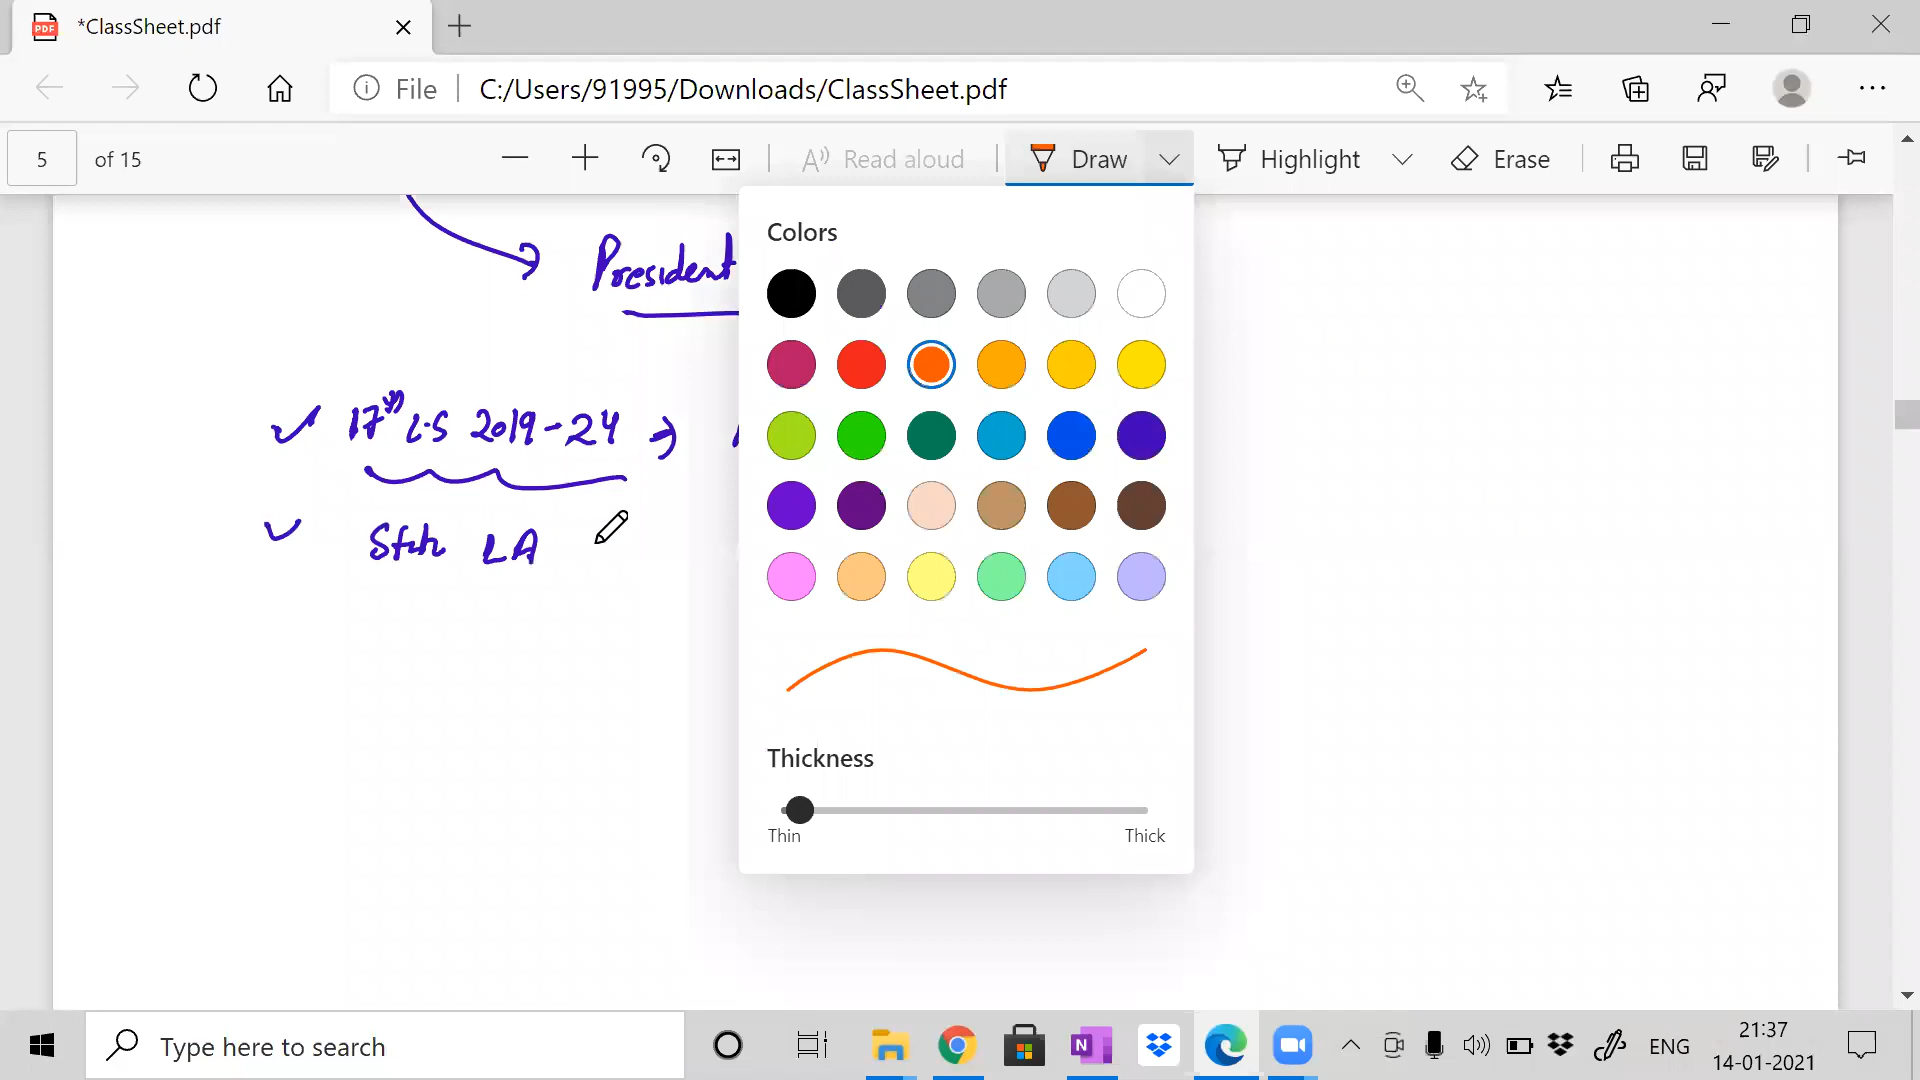 *ClassSheet.pdf
File C:/Users/91995/Downloads/ClassSheet.pdf
5 of 15 Read aloud Draw Highlight Erase
President
17th L.S 2019-24 →
State LA
Colors
Thickness
Thin Thick
Type here to search
ENG
21:37
14-01-2021